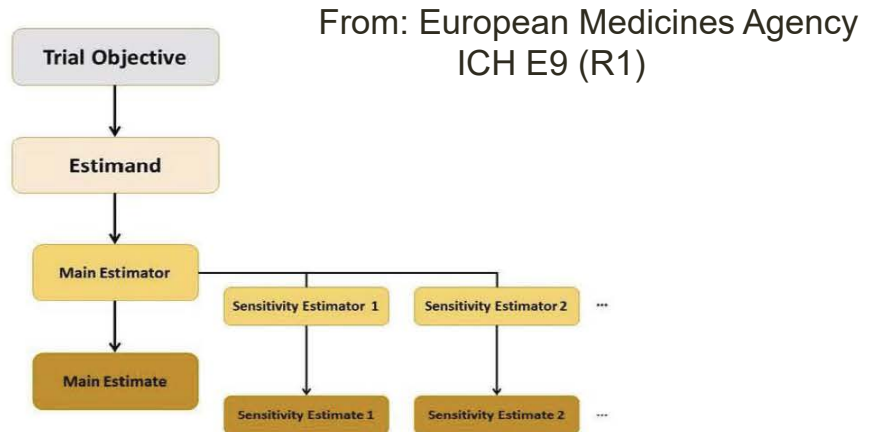 From: European Medicines Agency
ICH E9 (R1)
Trial Objective
Estimand
Main Estimator
Sensitivity Estimator 1
Sensitivity Estimator 2
...
Main Estimate
Sensitivity Estimate 1
Sensitivity Estimate 2
...